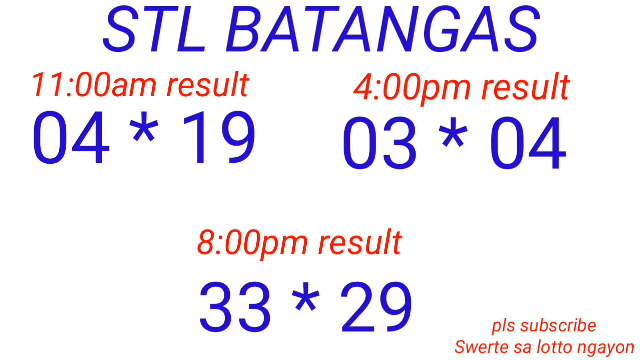 STL BATANGAS
11:00am result
04 * 19
4:00pm result
03 * 04
8:00pm result
33 * 29
pls subscribe
Swerte sa lotto ngayon